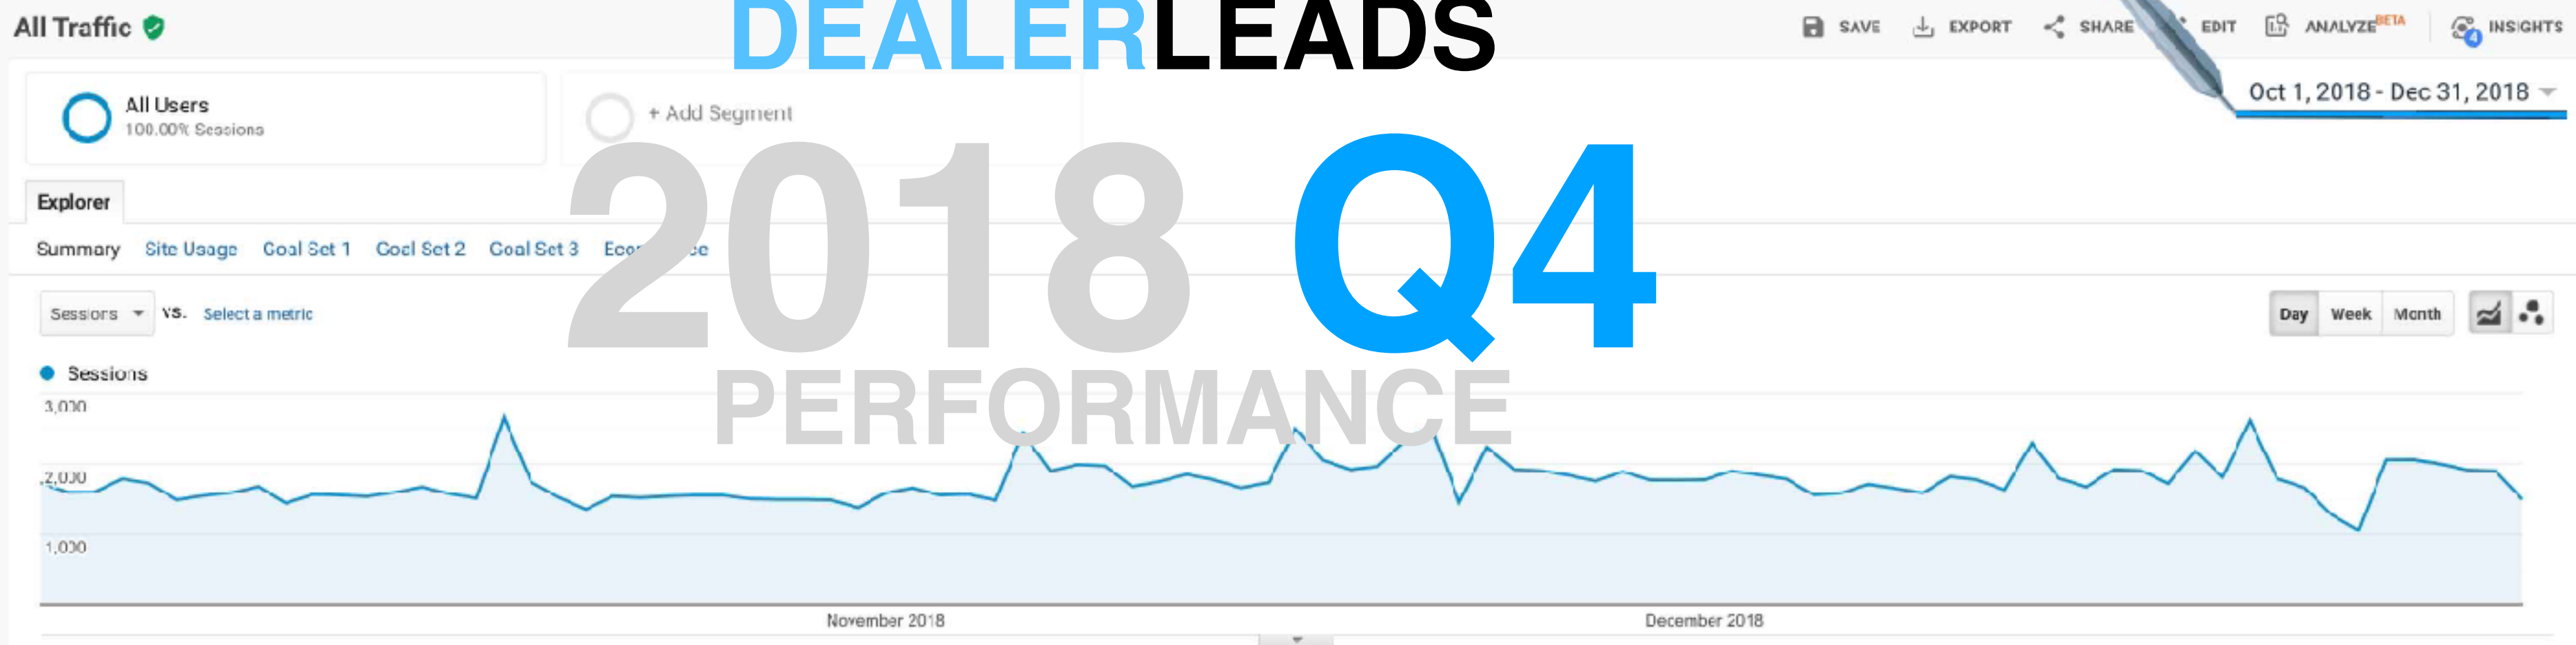 DEALERLEADS
All Traffic
SAVE EXPORT SHARE EDIT ANALYZE BETA 4 INSIGHTS
All Users
100.00% Sessions
+ Add Segment
Oct 1, 2018 - Dec 31, 2018
2018 Q4
Explorer
Summary Site Usage Goal Set 1 Goal Set 2 Goal Set 3
Sessions VS. Select a metric
Day Week Month
PERFORMANCE
Sessions
3,000
2,000
1,000
November 2018 December 2018